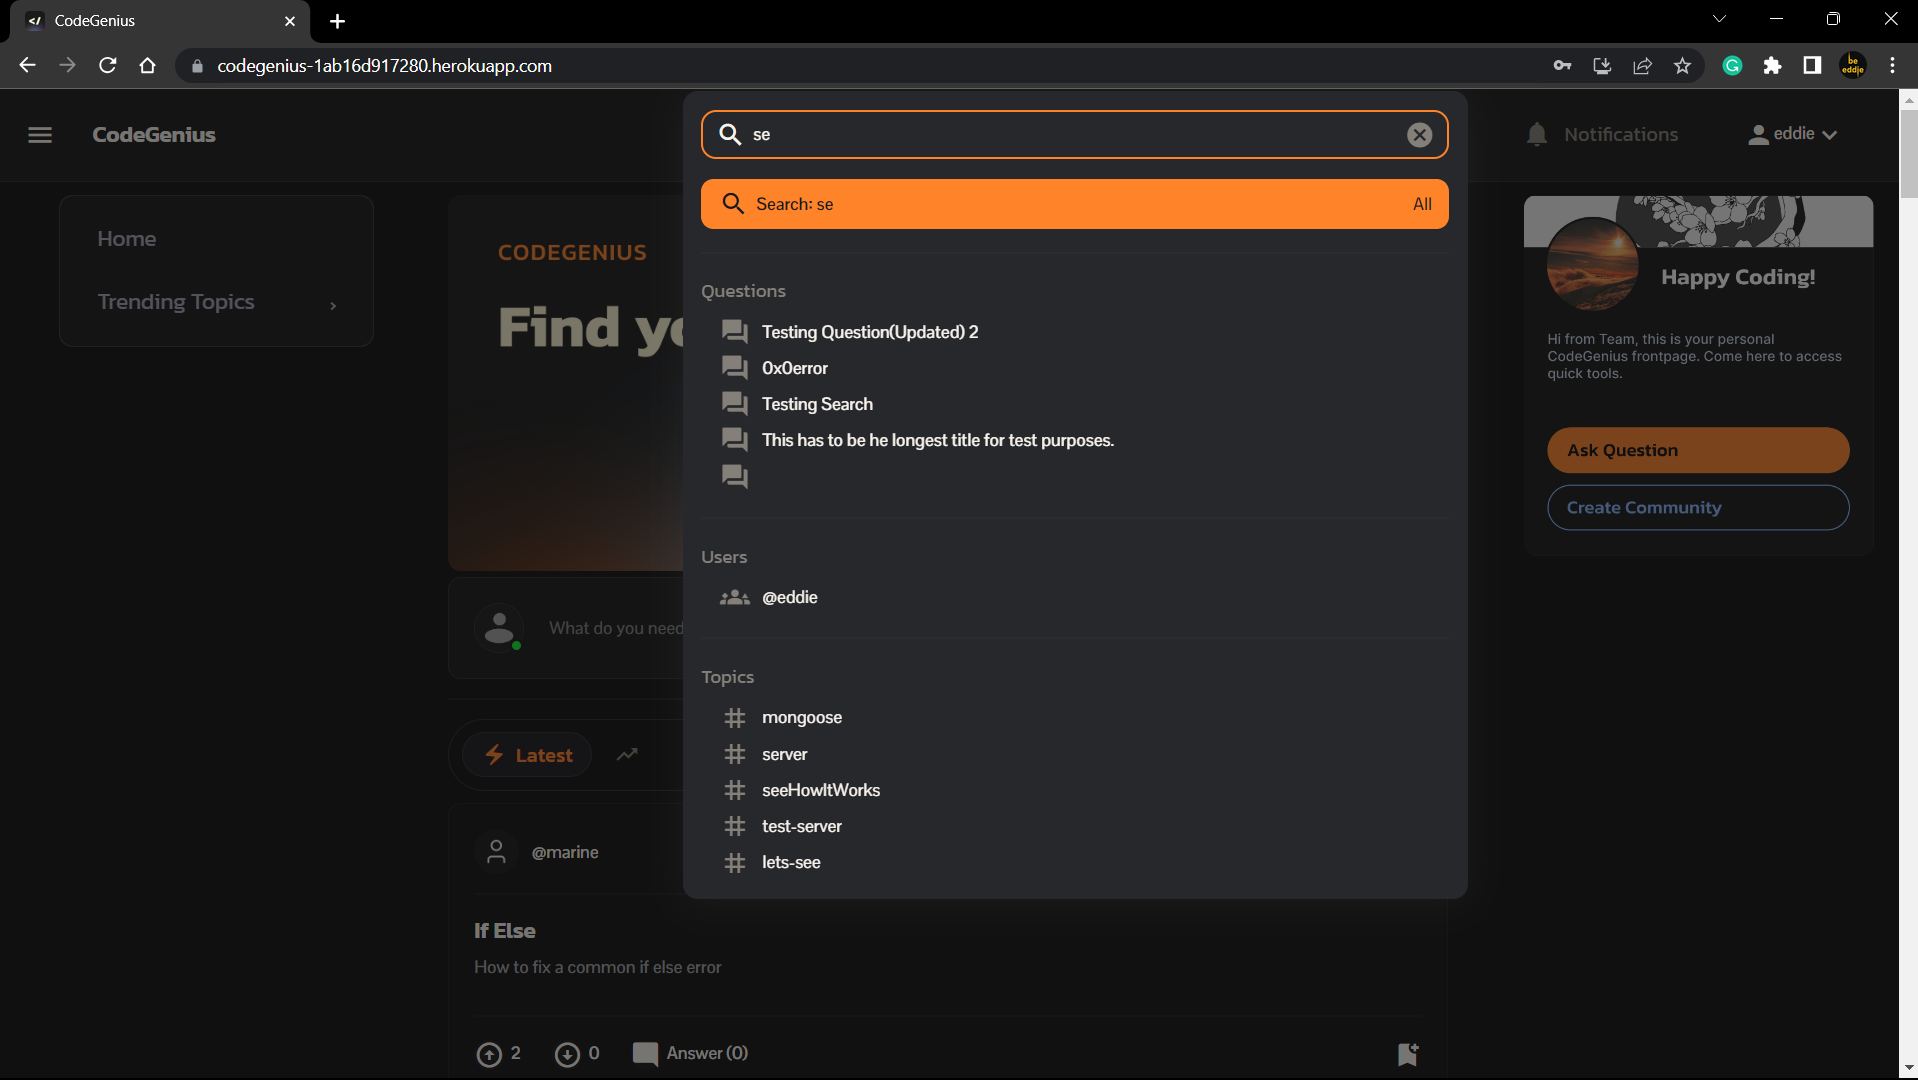 CodeGenius
codegenius-1ab16d917280.herokuapp.com
be
eddje
CodeGenius
se
Notifications
eddie
Search: se
All
Home
Trending Topics
CODEGENIUS
Find yo
Happy Coding!
Hi from Team, this is your personal
CodeGenius frontpage. Come here to access
quick tools.
Ask Question
Create Community
Questions
Testing Question(Updated) 2
0x0error
Testing Search
This has to be he longest title for test purposes.
Users
@eddie
What do you need
Topics
mongoose
server
seeHowItWorks
test-server
lets-see
Latest
@marine
If Else
How to fix a common if else error
2
0
Answer (0)